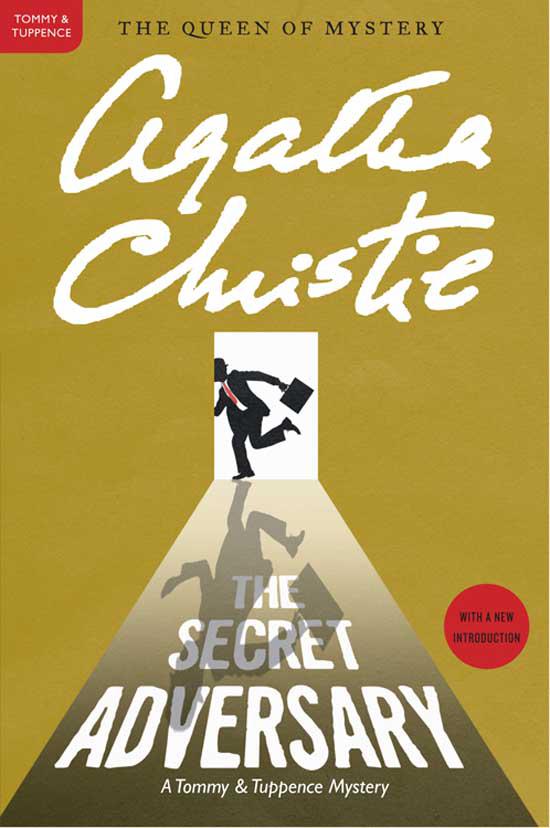 TOMMY &
TUPPENCE
THE QUEEN OF MYSTERY
Agatha
Christie
THE
SECRET
ADVERSARY
WITH A NEW
INTRODUCTION
A Tommy & Tuppence Mystery